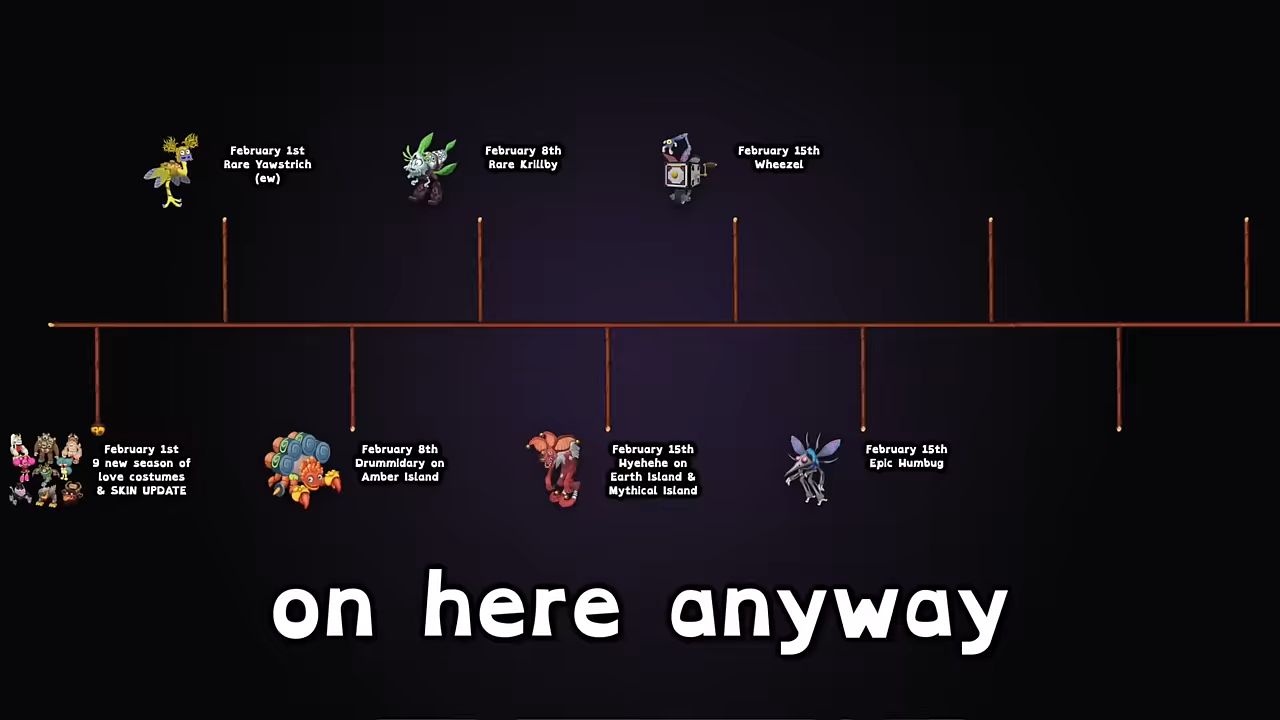 February 1st
Rare Yawstrich
(ew)
February 8th
Rare Krillby
February 15th
Wheezel
February 1st
9 new season of
love costumes
& SKIN UPDATE
February 8th
Drummidary on
Amber Island
February 15th
Hyehehe on
Earth Island &
Mythical Island
February 15th
Epic Humbug
on here anyway